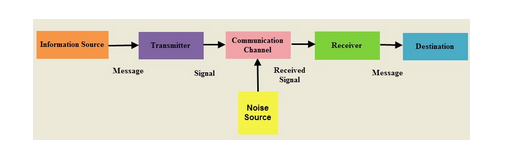 Information Source
Transmitter
Communication
Channel
Receiver
Destination
Message
Signal
Received
Signal
Message
Noise
Source